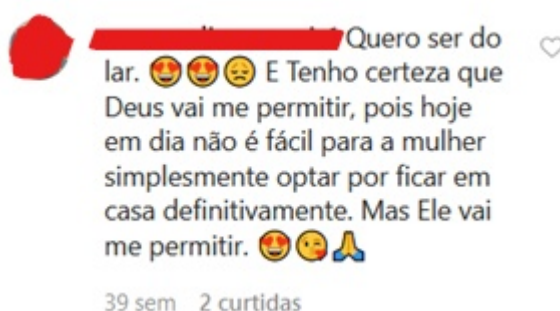 Quero ser do
lar. 😍😍😞 E Tenho certeza que
Deus vai me permitir, pois hoje
em dia não é fácil para a mulher
simplesmente optar por ficar em
casa definitivamente. Mas Ele vai
me permitir. 😍😘🙏
39 sem 2 curtidas